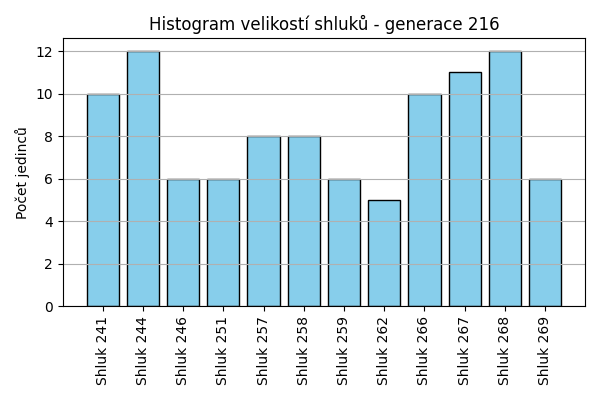 Histogram velikostí shluků - generace 216
Počet jedinců
12
10
8
6
4
2
0
Shluk 241
Shluk 244
Shluk 246
Shluk 251
Shluk 257
Shluk 258
Shluk 259
Shluk 262
Shluk 266
Shluk 267
Shluk 268
Shluk 269